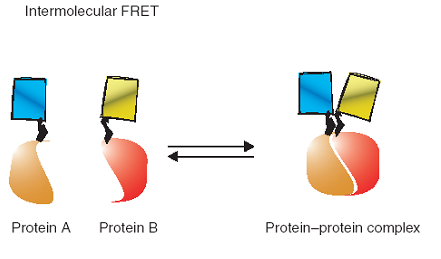 Intermolecular FRET
Protein A
Protein B
Protein–protein complex